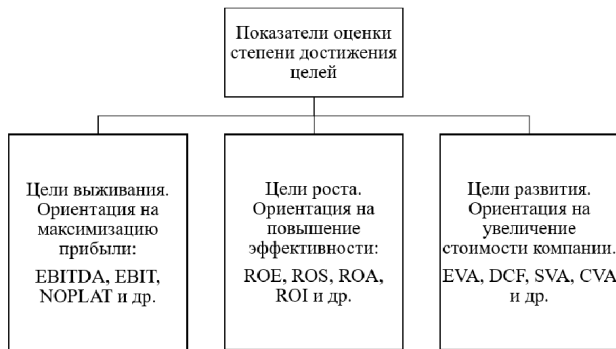 Показатели оценки
степени достижения
целей
Цели выживания.
Ориентация на
максимизацию
прибыли:
EBITDA, EBIT,
NOPLAT и др.
Цели роста.
Ориентация на
повышение
эффективности:
ROE, ROS, ROA,
ROI и др.
Цели развития.
Ориентация на
увеличение
стоимости компании.
EVA, DCF, SVA, CVA
и др.